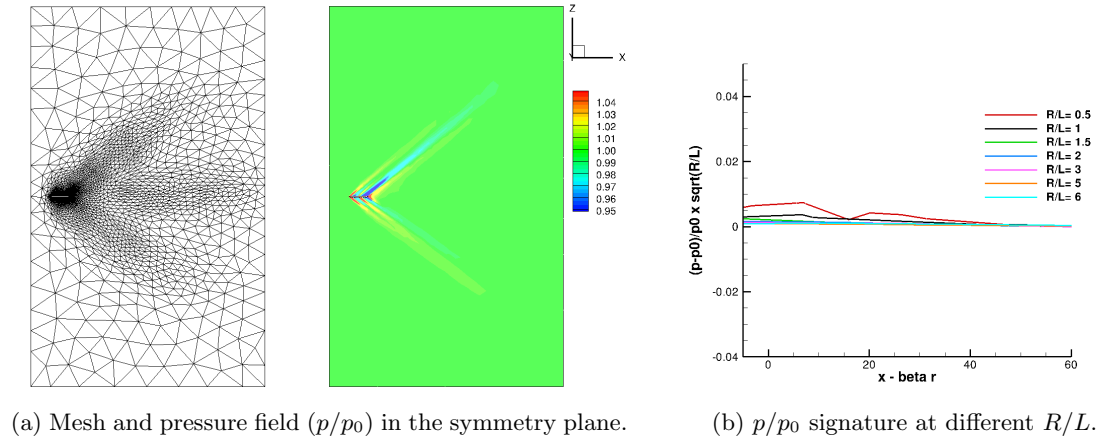 Z
X
Y
1.04
1.02
1.01
1.00
0.99
0.98
0.97
0.96
0.95
0.04
0.02
0
-0.02
-0.04
(p-p0)/p0 x sqrt(R/L)
R/L= 0.5
R/L= 1
R/L= 1.5
R/L= 2
R/L= 3
R/L= 5
R/L= 6
0
20
40
60
x - beta r
(a) Mesh and pressure field (p/p₀) in the symmetry plane.
(b) p/p₀ signature at different R/L.